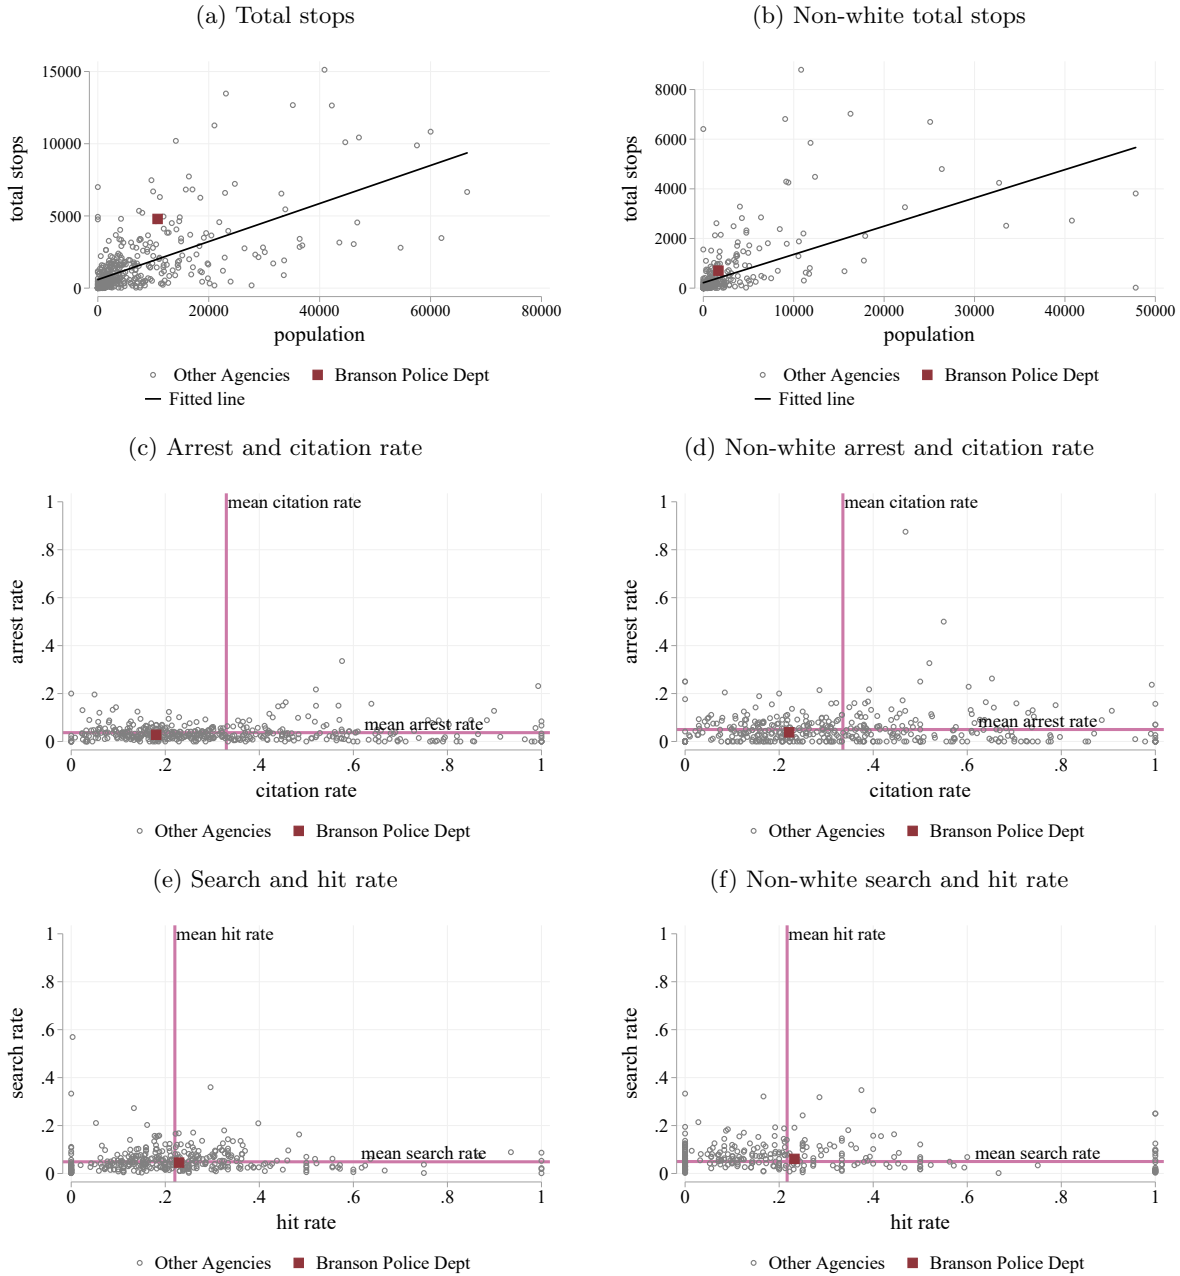 (a) Total stops
total stops
15000
10000
5000
0
0 20000 40000 60000 80000
population
Other Agencies Branson Police Dept
Fitted line
(b) Non-white total stops
total stops
8000
6000
4000
2000
0
0 10000 20000 30000 40000 50000
population
Other Agencies Branson Police Dept
Fitted line
(c) Arrest and citation rate
arrest rate
1
.8
.6
.4
.2
0
mean citation rate
mean arrest rate
0 .2 .4 .6 .8 1
citation rate
Other Agencies Branson Police Dept
(d) Non-white arrest and citation rate
arrest rate
1
.8
.6
.4
.2
0
mean citation rate
mean arrest rate
0 .2 .4 .6 .8 1
citation rate
Other Agencies Branson Police Dept
(e) Search and hit rate
search rate
1
.8
.6
.4
.2
0
mean hit rate
mean search rate
0 .2 .4 .6 .8 1
hit rate
Other Agencies Branson Police Dept
(f) Non-white search and hit rate
search rate
1
.8
.6
.4
.2
0
mean hit rate
mean search rate
0 .2 .4 .6 .8 1
hit rate
Other Agencies Branson Police Dept